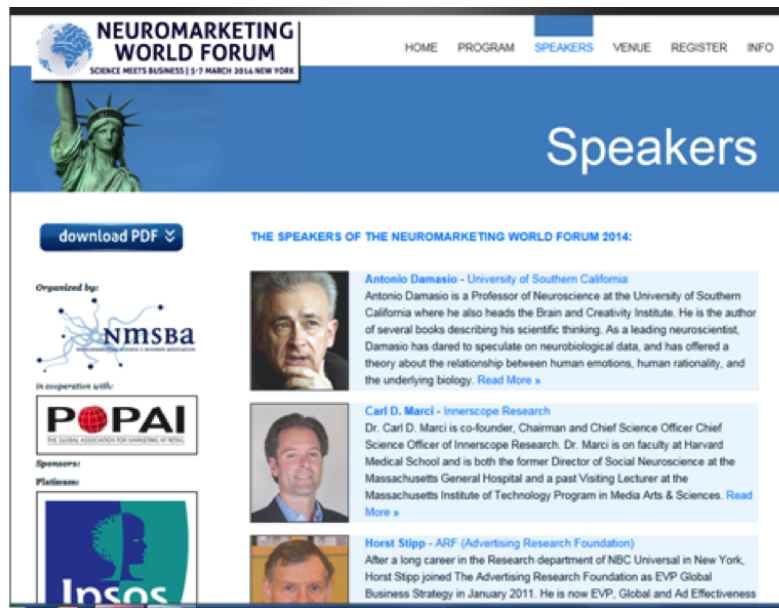 NEUROMARKETING
WORLD FORUM
SCIENCE MEETS BUSINESS | 5-7 MARCH 2014 NEW YORK
HOME PROGRAM SPEAKERS VENUE REGISTER INFO
Speakers
download PDF
THE SPEAKERS OF THE NEUROMARKETING WORLD FORUM 2014:
Organized by:
NMSBA
in cooperation with:
POPAI
THE GLOBAL ASSOCIATION FOR MARKETING AT RETAIL
Sponsors:
Platinum:
Ipsos
Antonio Damasio - University of Southern California
Antonio Damasio is a Professor of Neuroscience at the University of Southern
California where he also heads the Brain and Creativity Institute. He is the author
of several books describing his scientific thinking. As a leading neuroscientist,
Damasio has dared to speculate on neurobiological data, and has offered a
theory about the relationship between human emotions, human rationality, and
the underlying biology. Read More »
Carl D. Marci - Innerscope Research
Dr. Carl D. Marci is co-founder, Chairman and Chief Science Officer Chief
Science Officer of Innerscope Research. Dr. Marci is on faculty at Harvard
Medical School and is both the former Director of Social Neuroscience at the
Massachusetts General Hospital and a past Visiting Lecturer at the
Massachusetts Institute of Technology Program in Media Arts & Sciences. Read
More »
Horst Stipp - ARF (Advertising Research Foundation)
After a long career in the Research department of NBC Universal in New York,
Horst Stipp joined The Advertising Research Foundation as EVP Global
Business Strategy in January 2011. He is now EVP, Global and Ad Effectiveness